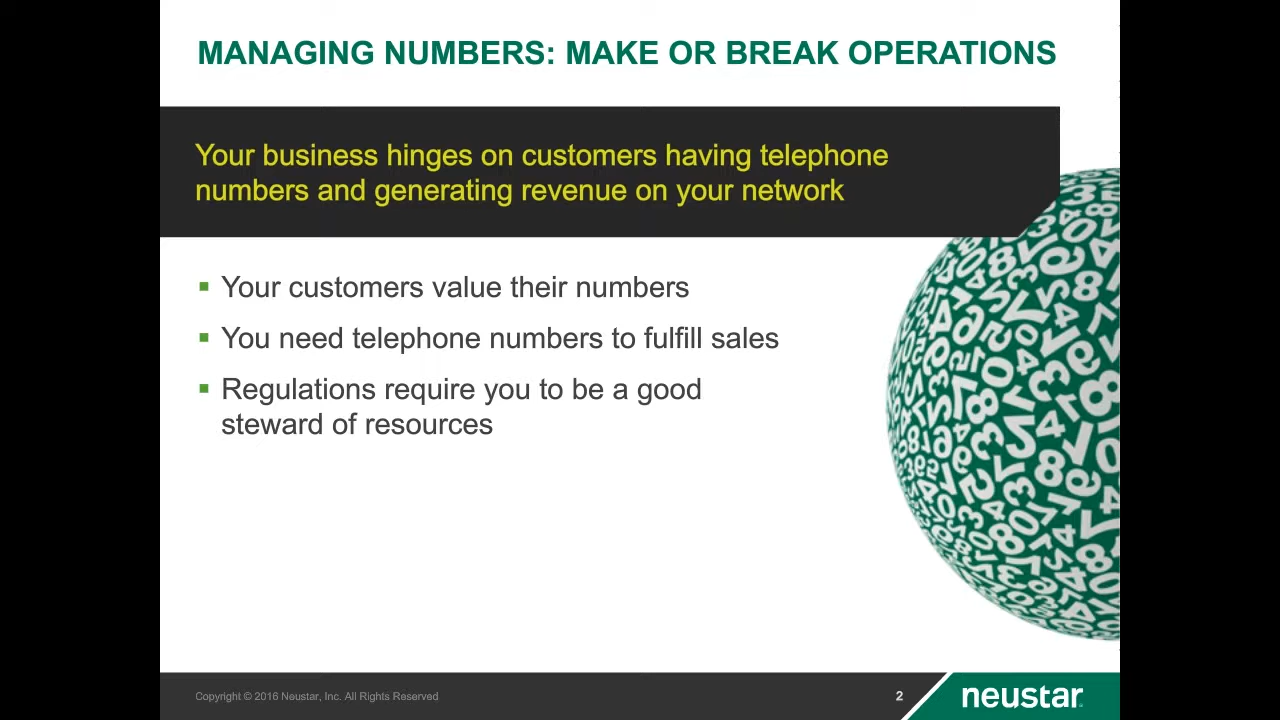 MANAGING NUMBERS: MAKE OR BREAK OPERATIONS
Your business hinges on customers having telephone
numbers and generating revenue on your network
Your customers value their numbers
You need telephone numbers to fulfill sales
Regulations require you to be a good
steward of resources
Copyright © 2016 Neustar, Inc. All Rights Reserved
2
neustar